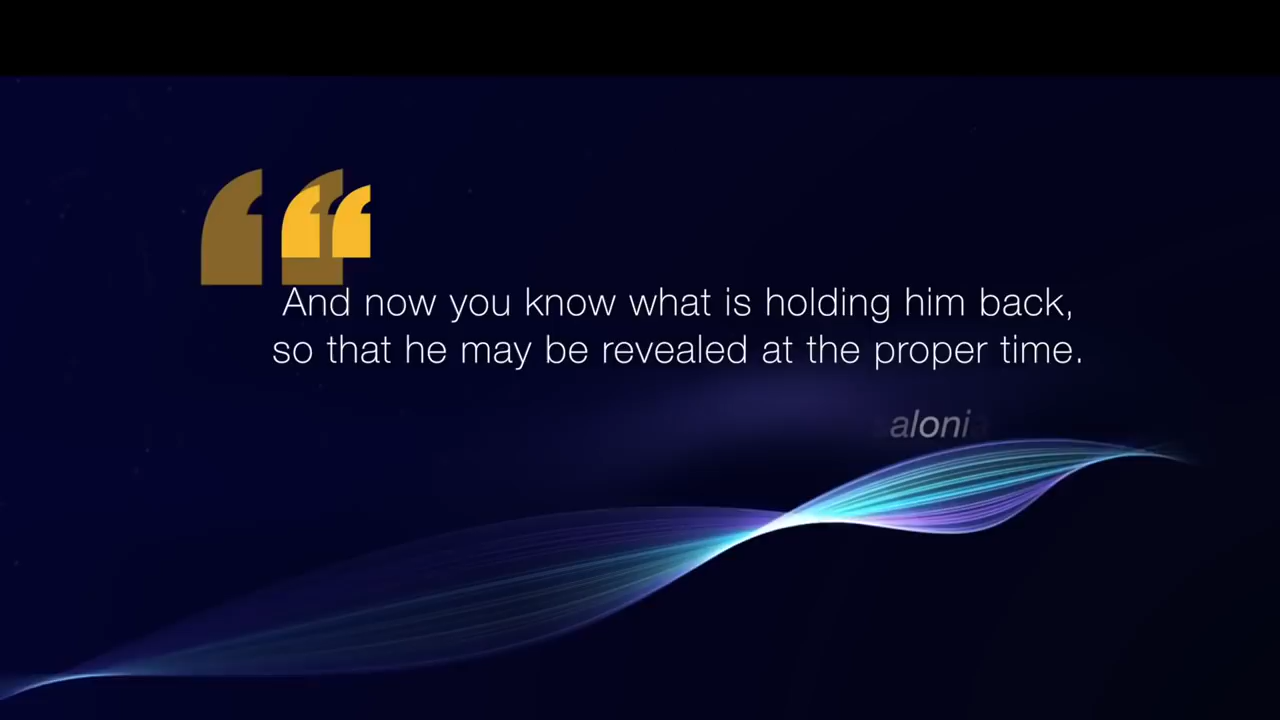 And now you know what is holding him back,
so that he may be revealed at the proper time.